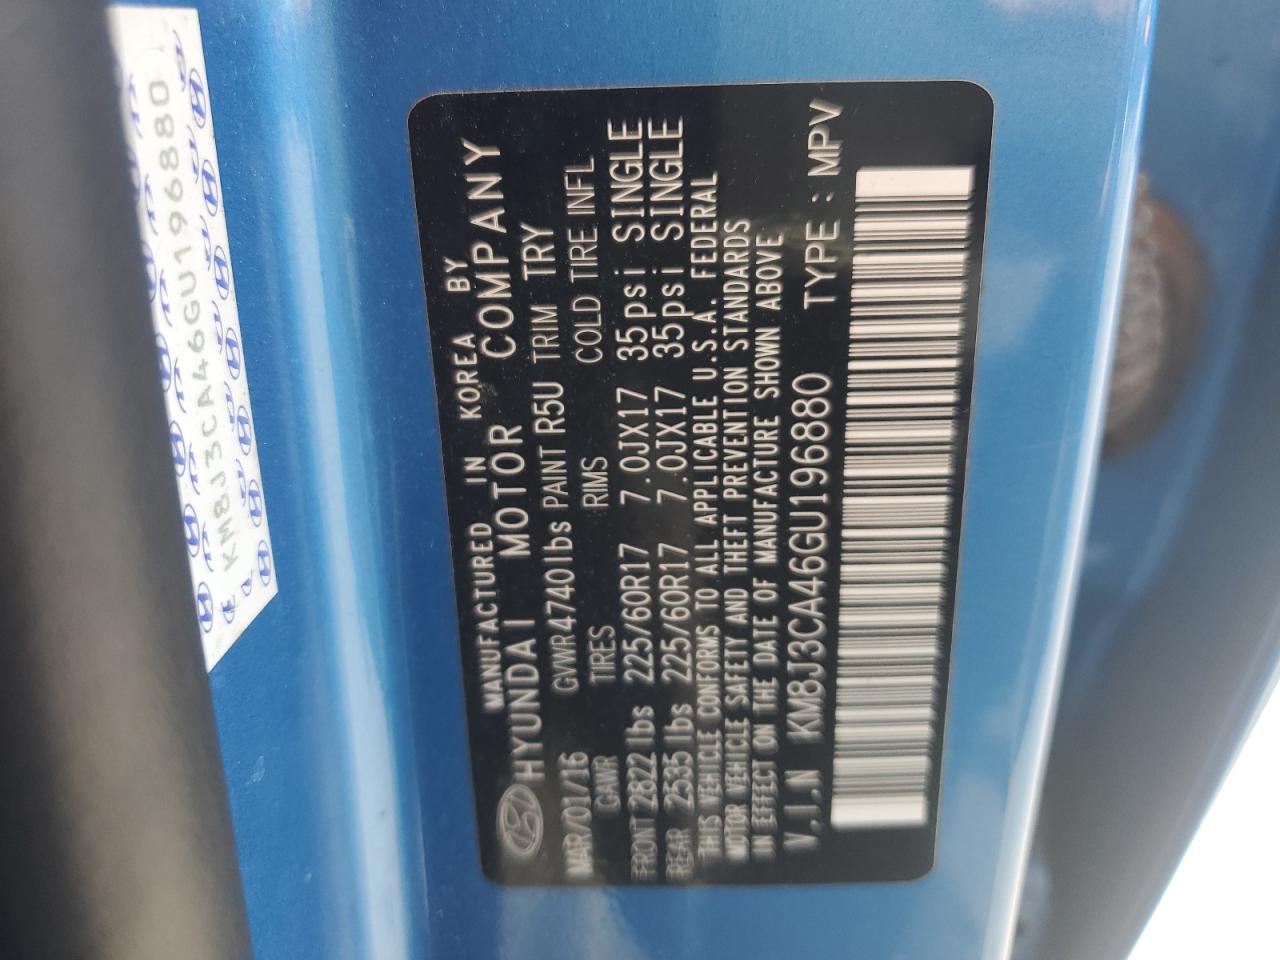 KM8J3CA46GU196880
MANUFACTURED IN KOREA BY
HYUNDAI MOTOR COMPANY
MAR/01/16 GVWR 4740 lbs PAINT R5U TRIM TRY
GAWR TIRES RIMS COLD TIRE INFL
FRONT 2822 lbs 225/60R17 7.0JX17 35psi SINGLE
REAR 2535 lbs 225/60R17 7.0JX17 35psi SINGLE
THIS VEHICLE CONFORMS TO ALL APPLICABLE U.S.A. FEDERAL
MOTOR VEHICLE SAFETY AND THEFT PREVENTION STANDARDS
IN EFFECT ON THE DATE OF MANUFACTURE SHOWN ABOVE
V.I.N KM8J3CA46GU196880 TYPE : MPV